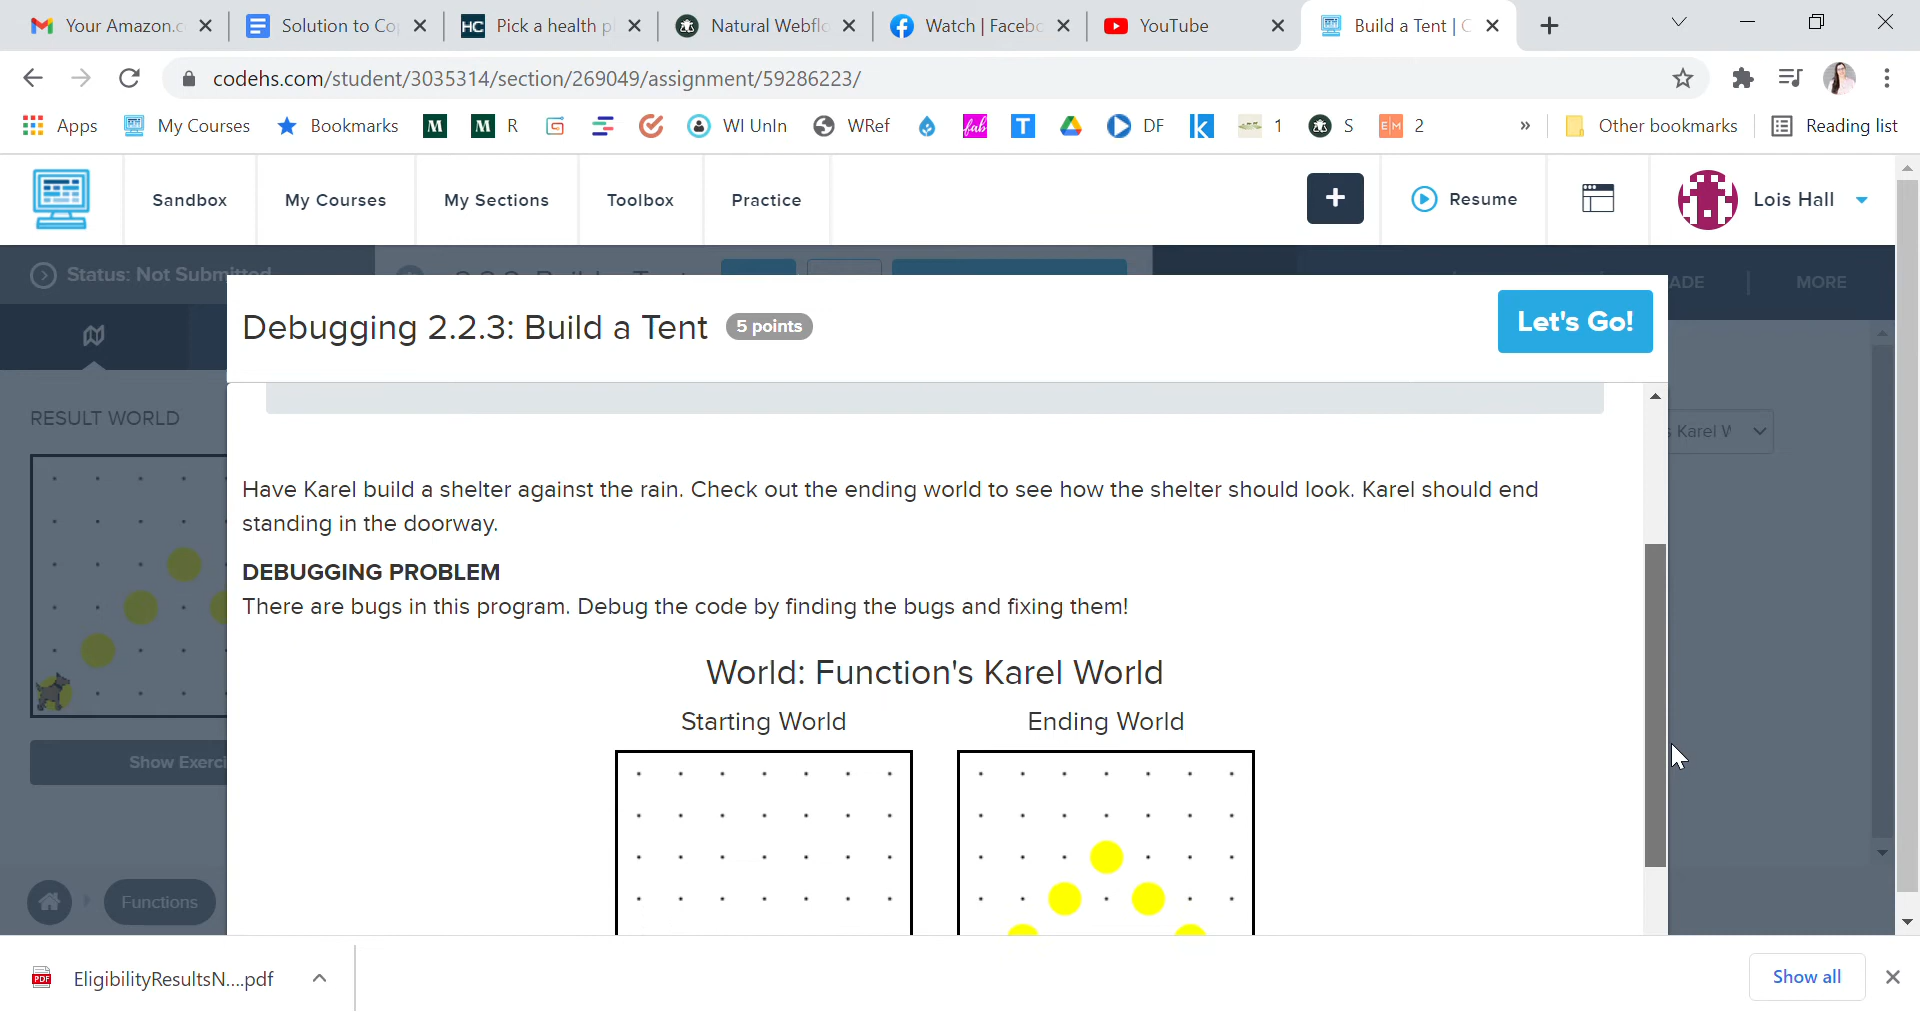 Your Amazon.c
Solution to Co
Pick a health p
Natural Webflo
Watch | Facebo
YouTube
Build a Tent | C
codehs.com/student/3035314/section/269049/assignment/59286223/
Apps
My Courses
Bookmarks
M
M R
WI UnIn
WRef
fab
T
DF
k
1
S
E|M 2
»
Other bookmarks
Reading list
Sandbox
My Courses
My Sections
Toolbox
Practice
+
Resume
Lois Hall
Status: Not Submitted
ADE
MORE
Debugging 2.2.3: Build a Tent 5 points
Let's Go!
RESULT WORLD
Karel W
Have Karel build a shelter against the rain. Check out the ending world to see how the shelter should look. Karel should end
standing in the doorway.
DEBUGGING PROBLEM
There are bugs in this program. Debug the code by finding the bugs and fixing them!
World: Function's Karel World
Starting World
Ending World
Show Exerci
Functions
PDF
EligibilityResultsN....pdf
Show all